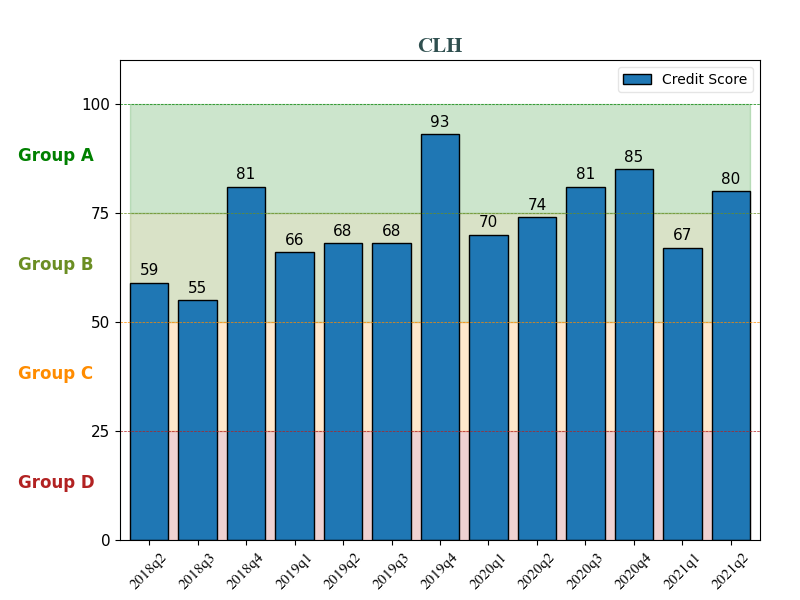 CLH
Credit Score
100
Group A
75
Group B
50
Group C
25
Group D
0
59
55
81
66
68
68
93
70
74
81
85
67
80
2018q2
2018q3
2018q4
2019q1
2019q2
2019q3
2019q4
2020q1
2020q2
2020q3
2020q4
2021q1
2021q2